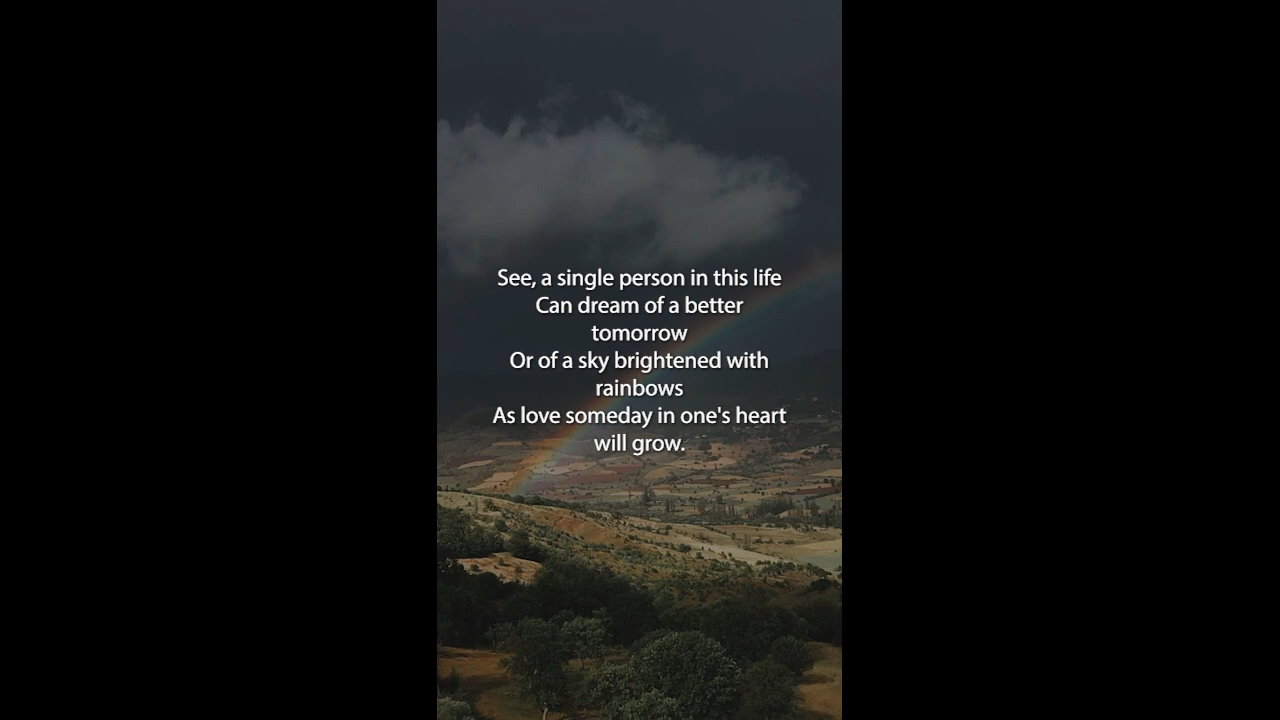 See, a single person in this life
Can dream of a better
tomorrow
Or of a sky brightened with
rainbows
As love someday in one's heart
will grow.